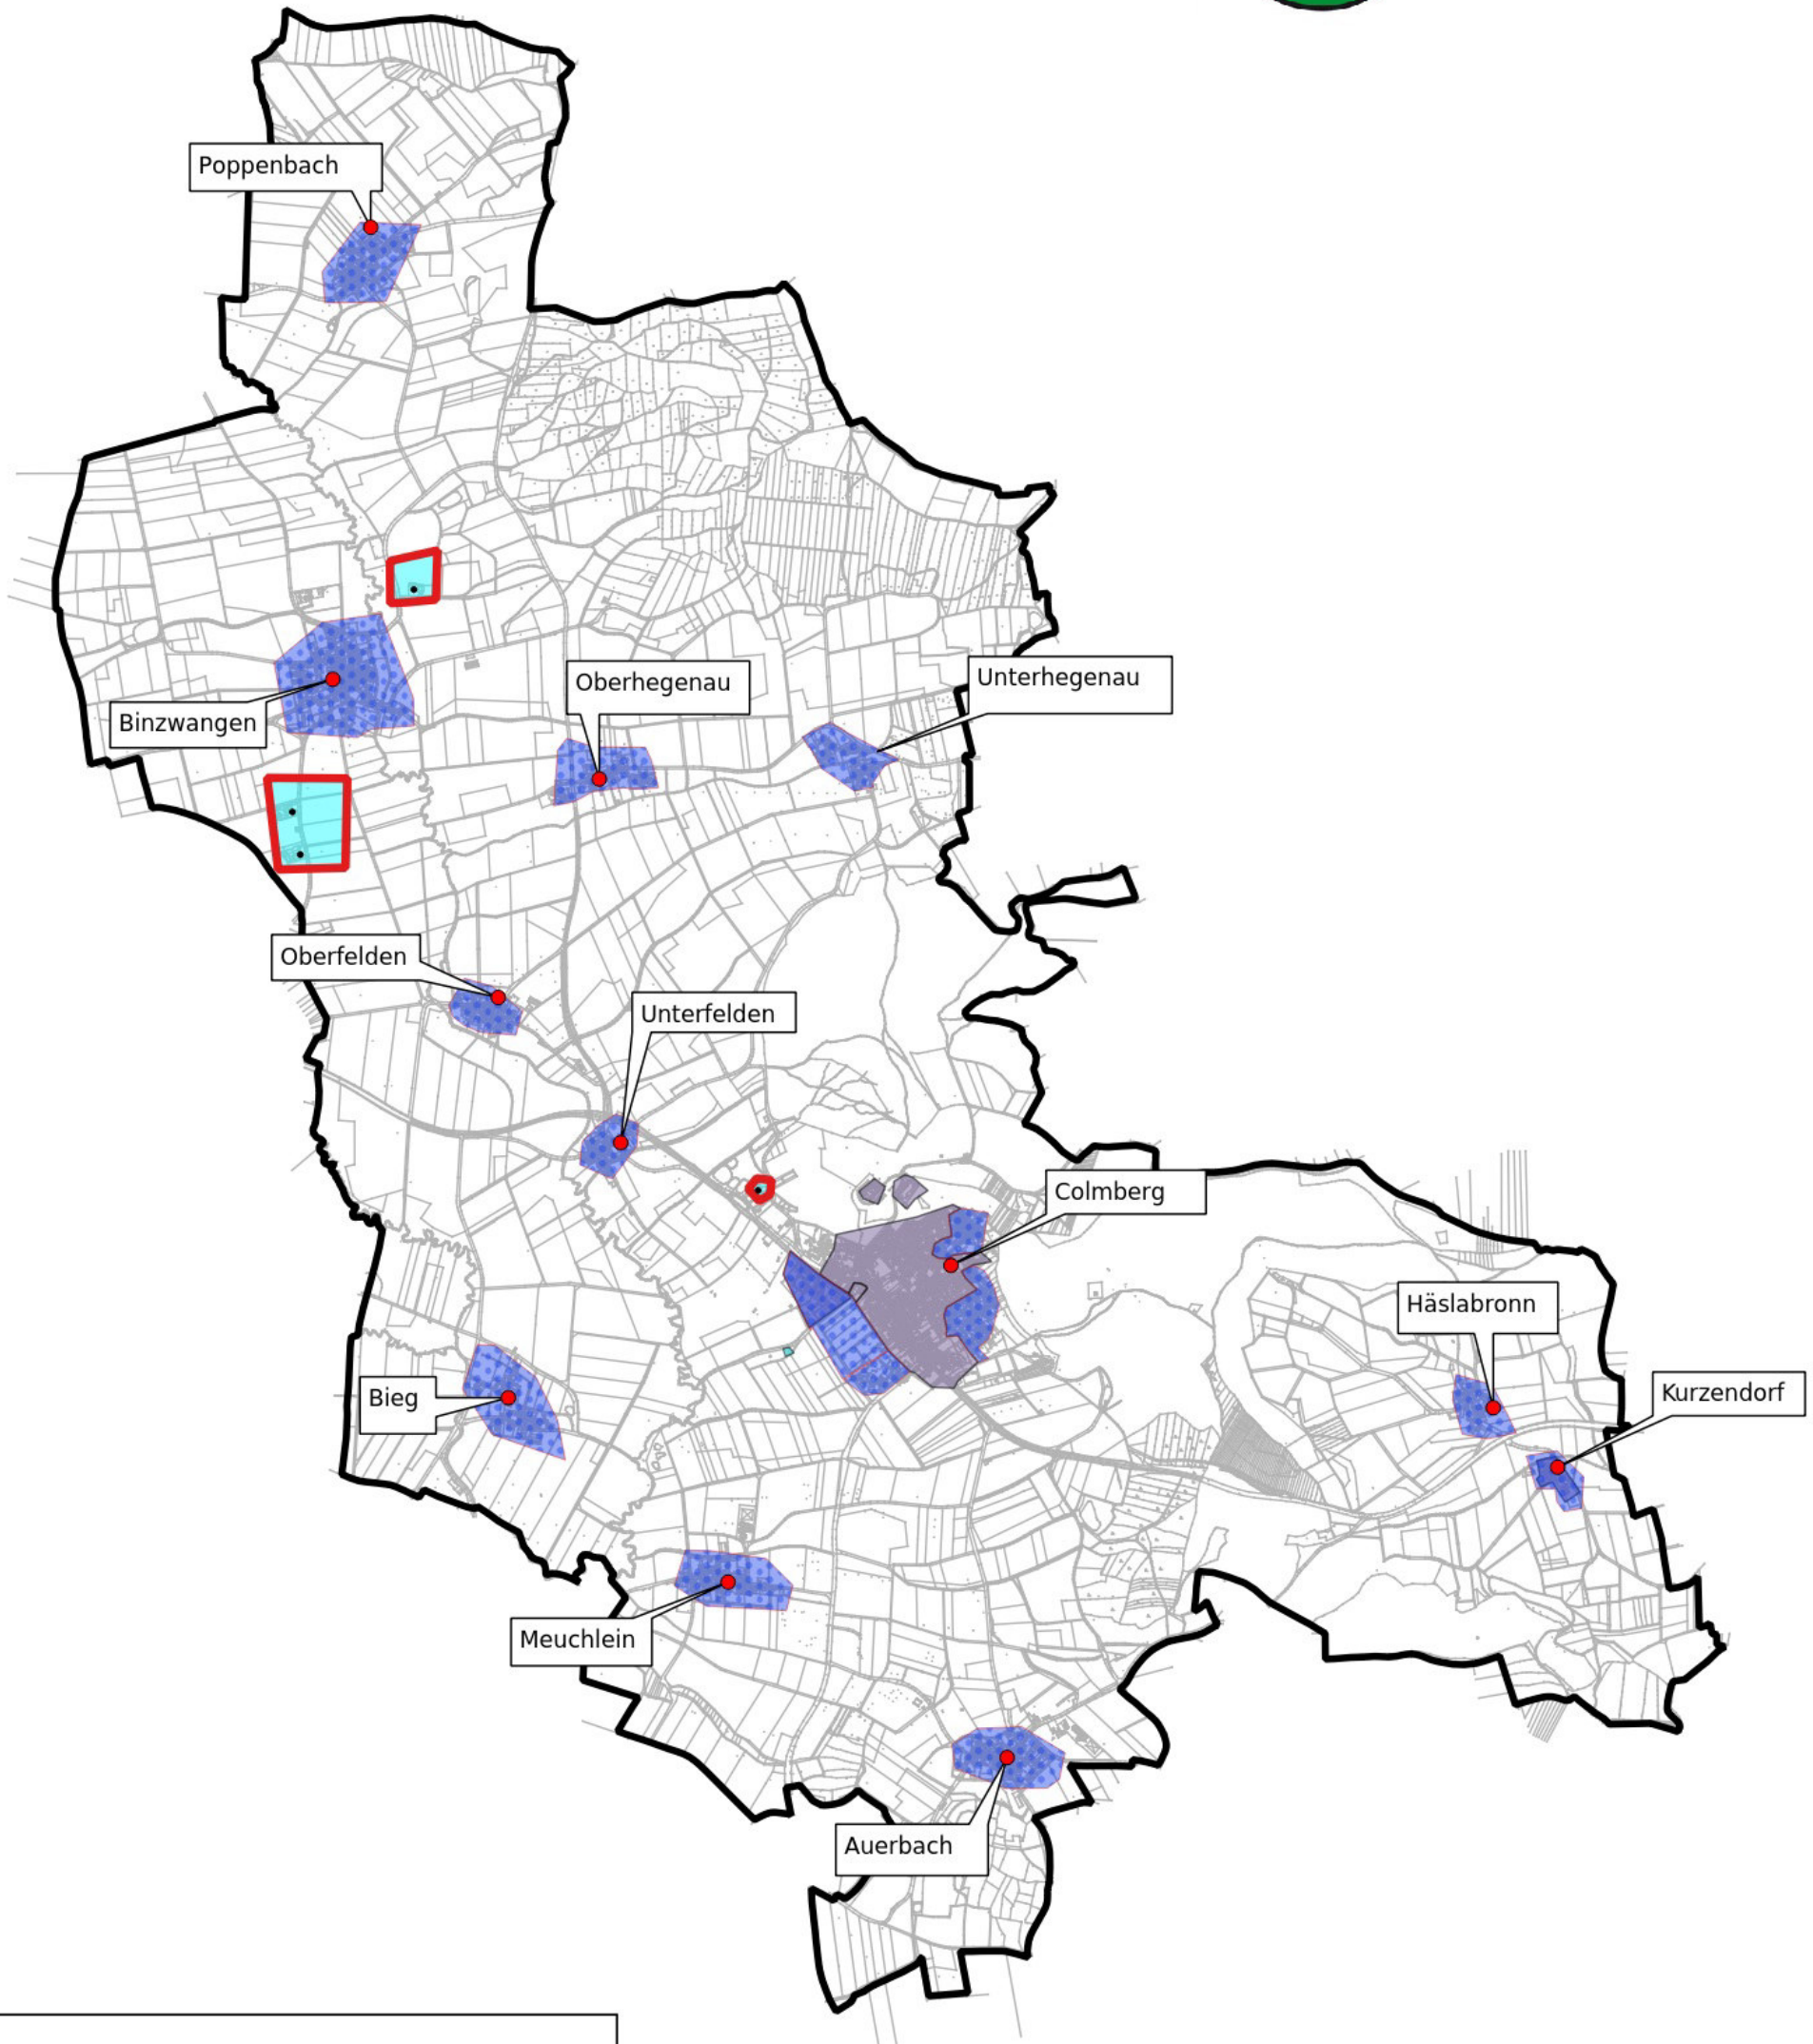 Poppenbach
Oberhegenau
Unterhegenau
Binzwangen
Oberfelden
Unterfelden
Colmberg
Häslabronn
Kurzendorf
Bieg
Meuchlein
Auerbach